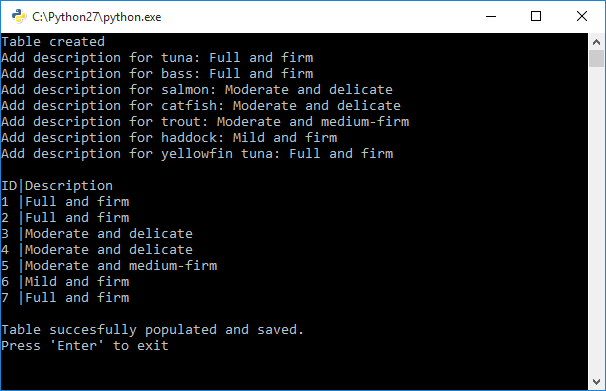 C:\Python27\python.exe
Table created
Add description for tuna: Full and firm
Add description for bass: Full and firm
Add description for salmon: Moderate and delicate
Add description for catfish: Moderate and delicate
Add description for trout: Moderate and medium-firm
Add description for haddock: Mild and firm
Add description for yellowfin tuna: Full and firm
ID|Description
1 |Full and firm
2 |Full and firm
3 |Moderate and delicate
4 |Moderate and delicate
5 |Moderate and medium-firm
6 |Mild and firm
7 |Full and firm
Table succesfully populated and saved.
Press 'Enter' to exit